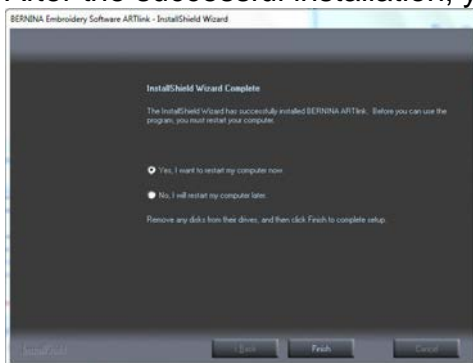 After the successful installation, y
BERNINA Embroidery Software ARTlink - InstallShield Wizard
InstallShield Wizard Complete
The InstallShield Wizard has successfully installed BERNINA ARTlink. Before you can use the
program, you must restart your computer.
Yes, I want to restart my computer now.
No, I will restart my computer later.
Remove any disks from their drives, and then click Finish to complete setup.
InstallShield
< Back Finish Cancel